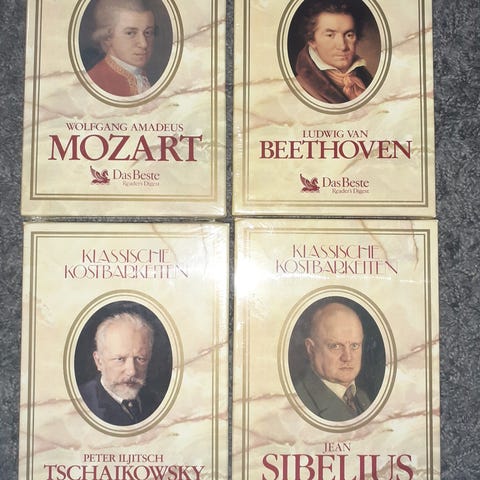 WOLFGANG AMADEUS
MOZART
Das Beste
Reader's Digest
LUDWIG VAN
BEETHOVEN
Das Beste
Reader's Digest
KLASSISCHE
KOSTBARKEITEN
PETER ILJITSCH
TSCHAIKOWSKY
KLASSISCHE
KOSTBARKEITEN
JEAN
SIBELIUS